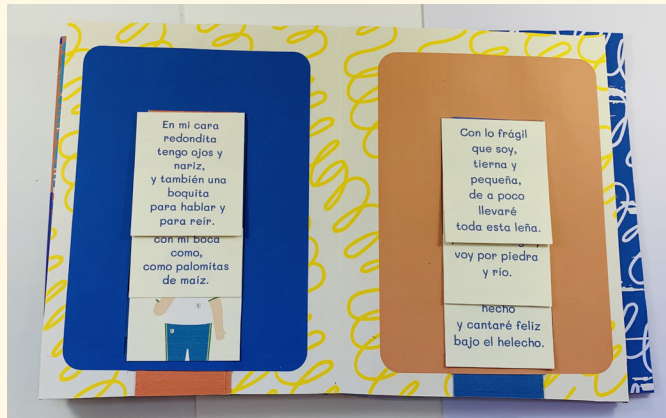 En mi cara
redondita
tengo ojos y
nariz,
y también una
boquita
para hablar y
para reír.
con mi boca
como,
como palomitas
de maíz.
Con lo frágil
que soy,
tierna y
pequeña,
de a poco
llevaré
toda esta leña.
voy por piedra
y río.
hecho
y cantaré feliz
bajo el helecho.